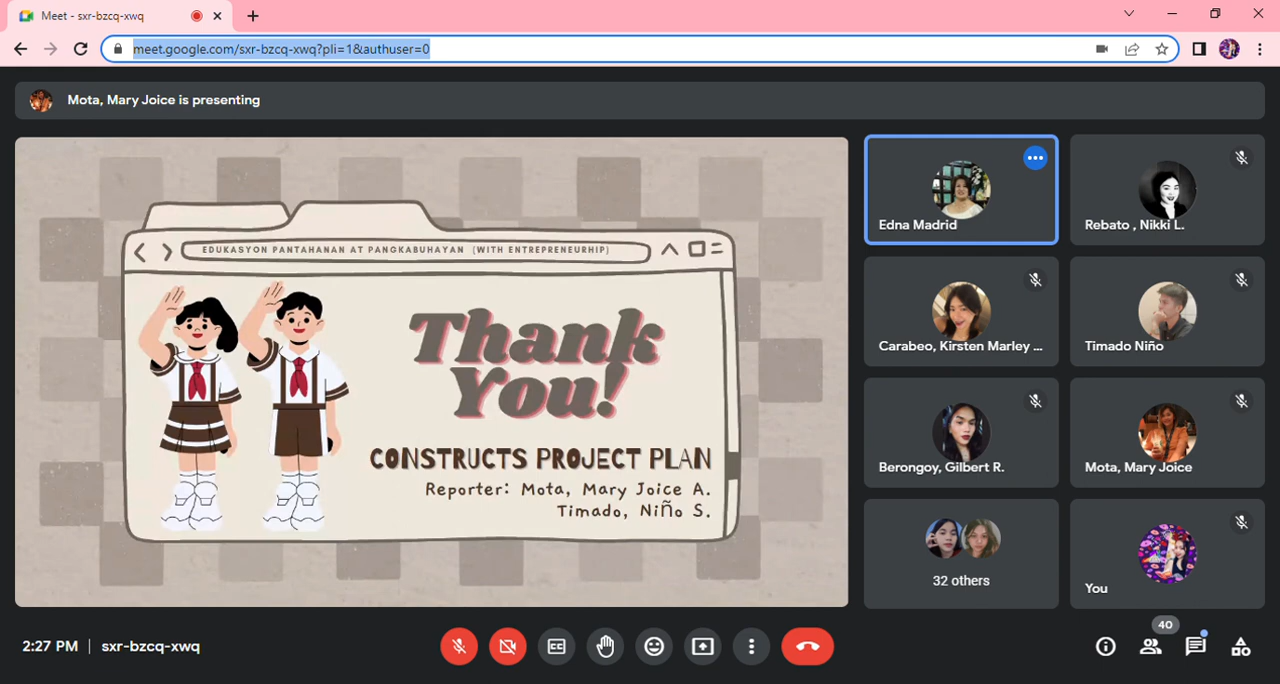 Meet - sxr-bzcq-xwq
meet.google.com/sxr-bzcq-xwq?pli=1&authuser=0
Mota, Mary Joice is presenting
EDUKASYON PANTAHANAN AT PANGKABUHAYAN (WITH ENTREPRENEURHIP)
Thank
You!
CONSTRUCTS PROJECT PLAN
Reporter: Mota, Mary Joice A.
Timado, Niño S.
Edna Madrid
Rebato , Nikki L.
Carabeo, Kirsten Marley ...
Timado Niño
Berongoy, Gilbert R.
Mota, Mary Joice
32 others
You
2:27 PM | sxr-bzcq-xwq
CC
40